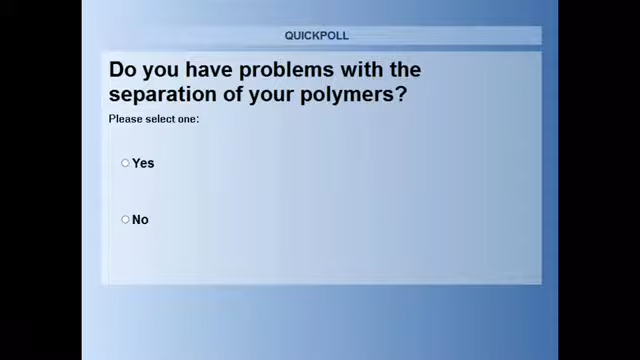 QUICKPOLL
Do you have problems with the
separation of your polymers?
Please select one:
Yes
No